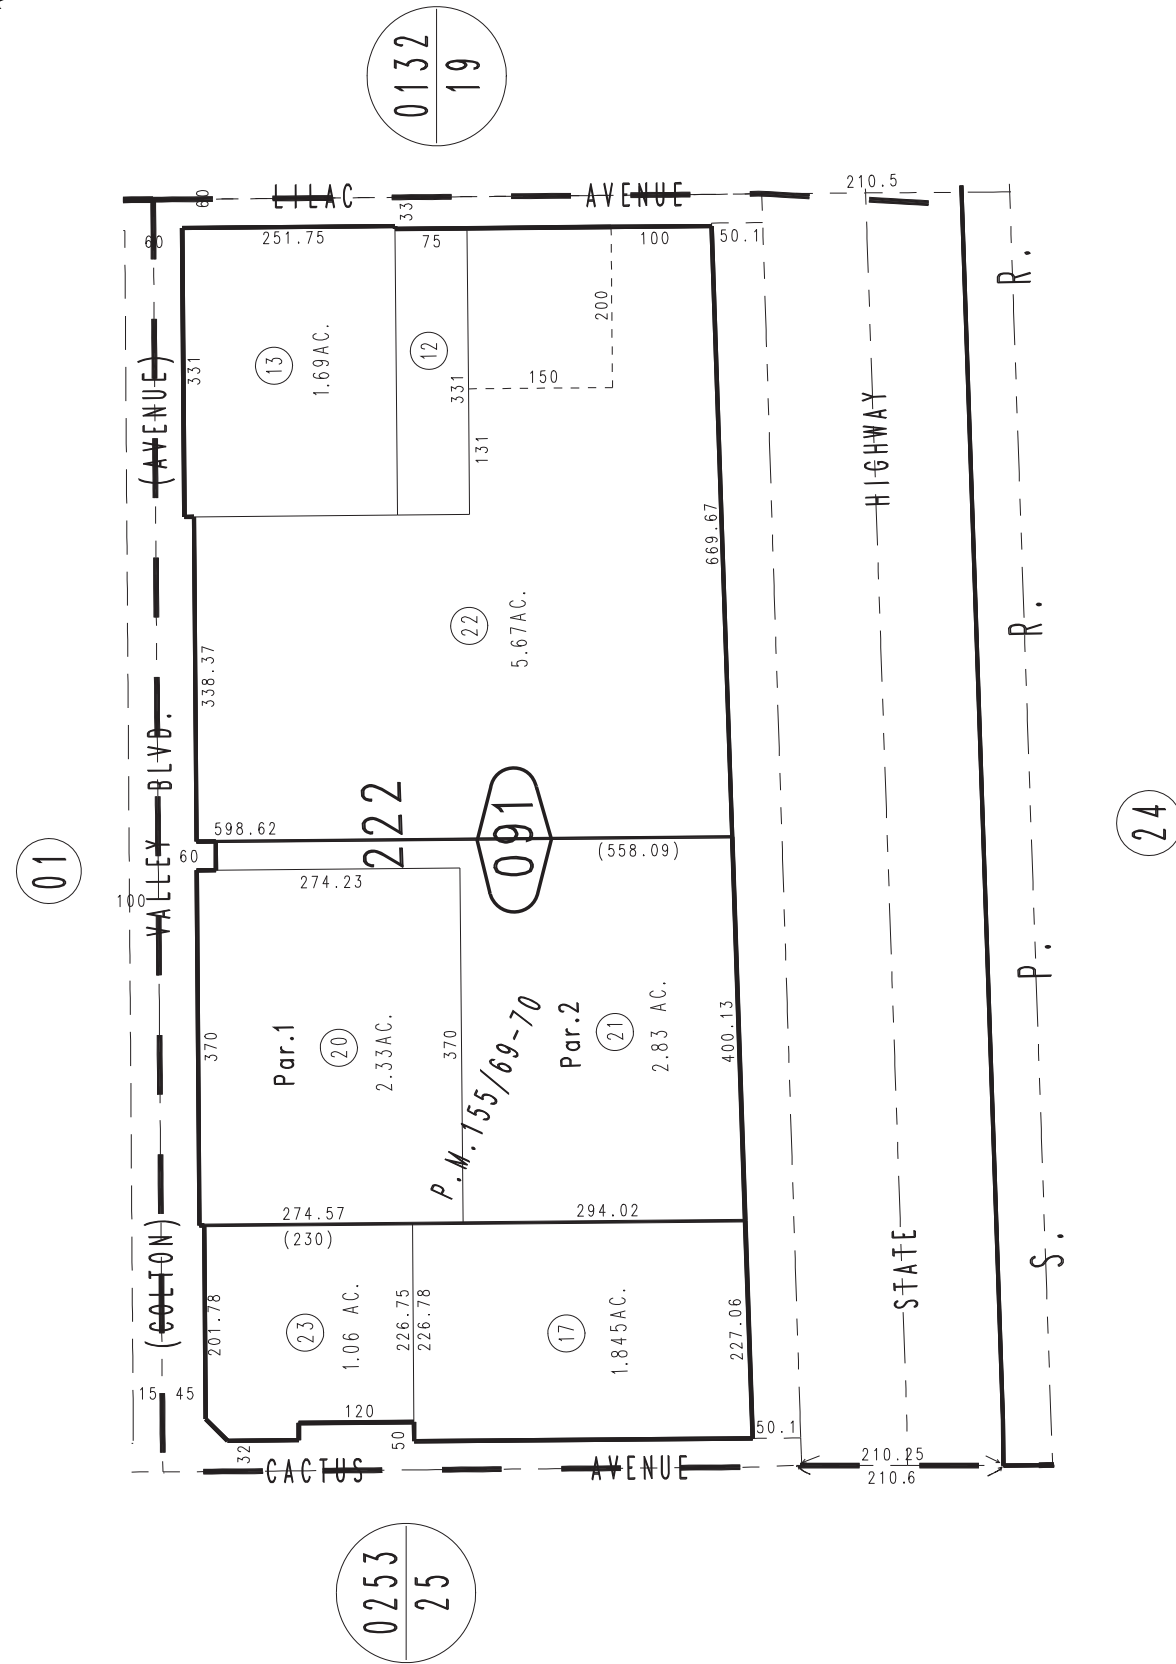 0132
19
LILAC AVENUE
60
33
210.5
60
251.75
75
100
50.1
331
13
1.69AC.
12
331
200
150
131
(AVENUE)
HIGHWAY
R.
R.
P.
S.
669.67
22
5.67AC.
338.37
VALLEY BLVD.
222
091
598.62
(558.09)
60
274.23
100
01
24
370
Par.1
20
2.33AC.
370
P.M.155/69-70
Par.2
21
2.83 AC.
400.13
274.57
(230)
294.02
(COLTON)
STATE
201.78
23
1.06 AC.
226.75
226.78
17
1.845AC.
227.06
15
45
120
32
50
50.1
CACTUS AVENUE
210.25
210.6
0253
25